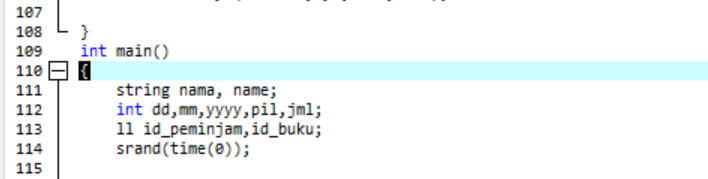 107
108 }
109 int main()
110 {
111 string nama, name;
112 int dd,mm,yyyy,pil,jml;
113 ll id_peminjam,id_buku;
114 srand(time(0));
115